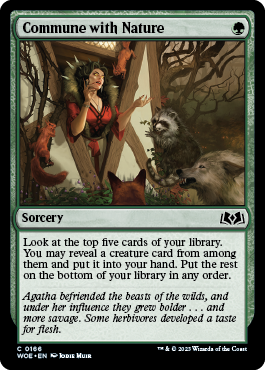 Commune with Nature
Sorcery
Look at the top five cards of your library.
You may reveal a creature card from among
them and put it into your hand. Put the rest
on the bottom of your library in any order.
Agatha befriended the beasts of the wilds, and
under her influence they grew bolder . . . and
more savage. Some herbivores developed a
taste for flesh.
C 0166
WOE • EN Jodie Muir
™ & © 2023 Wizards of the Coast